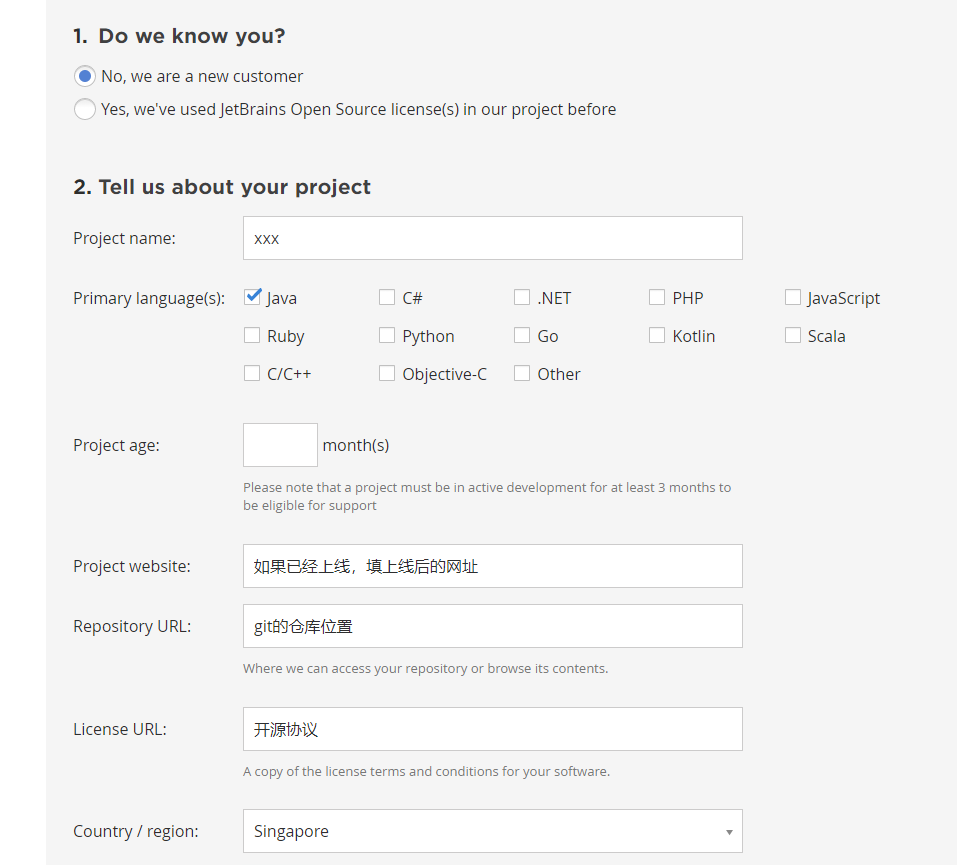 1. Do we know you?
No, we are a new customer
Yes, we've used JetBrains Open Source license(s) in our project before
2. Tell us about your project
Project name: xxx
Primary language(s): Java C# .NET PHP JavaScript
Ruby Python Go Kotlin Scala
C/C++ Objective-C Other
Project age: month(s)
Please note that a project must be in active development for at least 3 months to
be eligible for support
Project website: 如果已经上线，填上线后的网址
Repository URL: git的仓库位置
Where we can access your repository or browse its contents.
License URL: 开源协议
A copy of the license terms and conditions for your software.
Country / region: Singapore